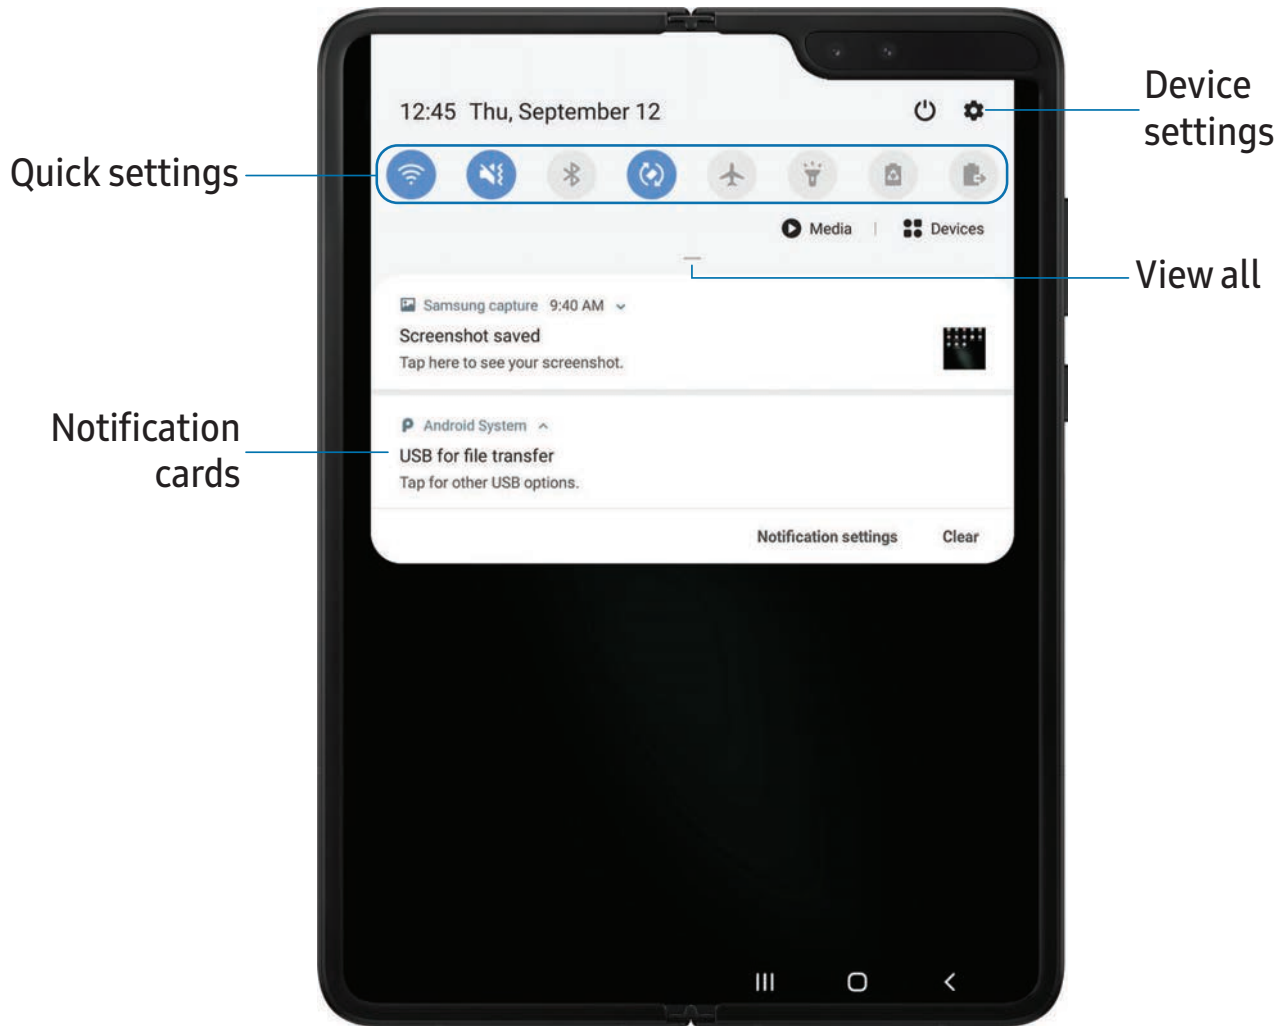 Device
settings
12:45 Thu, September 12
Quick settings
Media | Devices
View all
Samsung capture 9:40 AM
Screenshot saved
Tap here to see your screenshot.
Notification
cards
Android System
USB for file transfer
Tap for other USB options.
Notification settings Clear